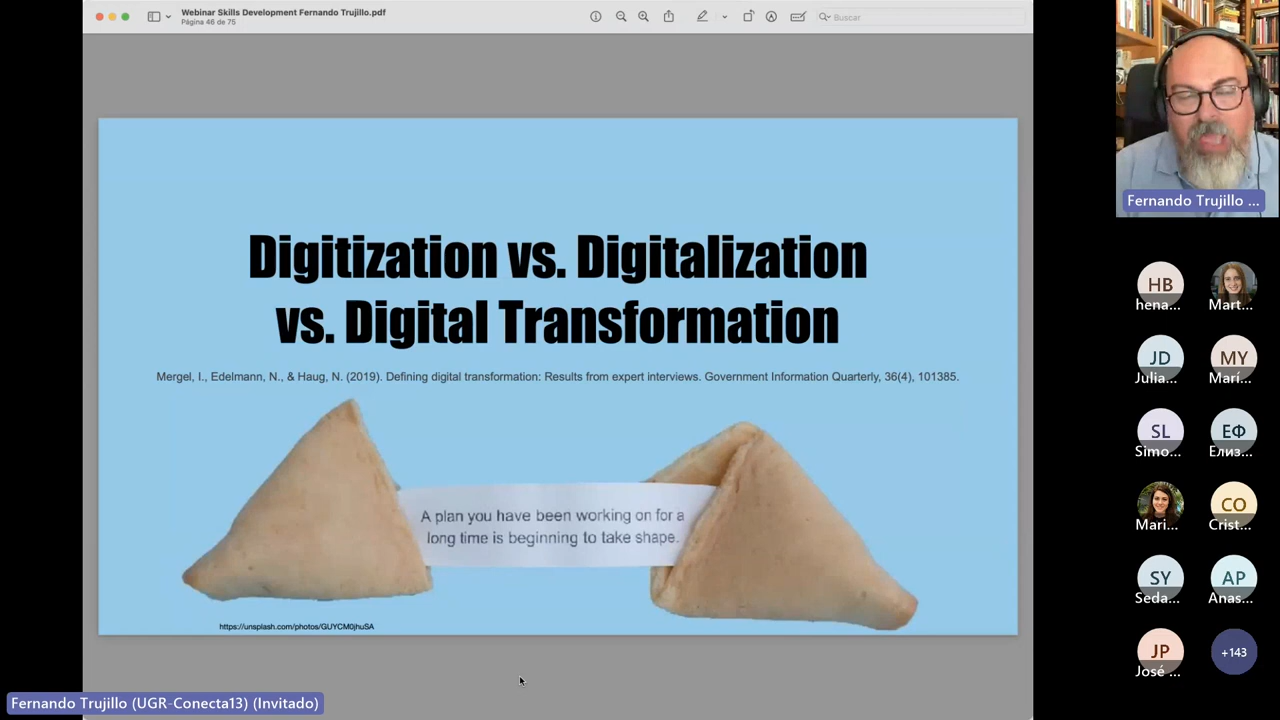 Webinar Skills Development Fernando Trujillo.pdf
Página 46 de 75
Buscar
Digitization vs. Digitalization
vs. Digital Transformation
Mergel, I., Edelmann, N., & Haug, N. (2019). Defining digital transformation: Results from expert interviews. Government Information Quarterly, 36(4), 101385.
A plan you have been working on for a
long time is beginning to take shape.
https://unsplash.com/photos/GUYCM0jhuSA
Fernando Trujillo (UGR-Conecta13) (Invitado)
Fernando Trujillo ...
HB
hena...
Mart...
JD
Julia...
MY
Marí...
SL
Simo...
ЕФ
Елиз...
Mari...
CO
Crist...
SY
Seda...
AP
Anas...
JP
José ...
+143